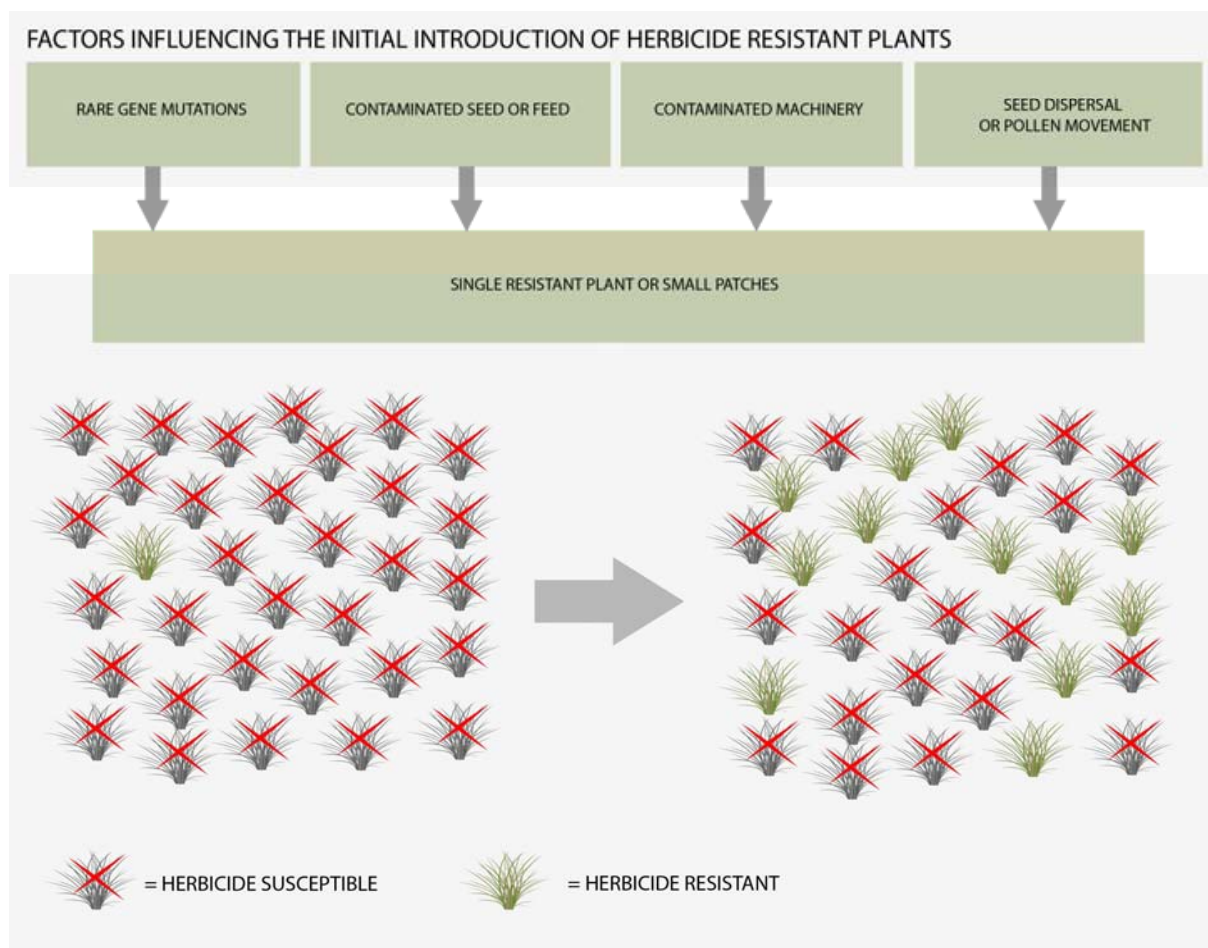 FACTORS INFLUENCING THE INITIAL INTRODUCTION OF HERBICIDE RESISTANT PLANTS
RARE GENE MUTATIONS
CONTAMINATED SEED OR FEED
CONTAMINATED MACHINERY
SEED DISPERSAL
OR POLLEN MOVEMENT
SINGLE RESISTANT PLANT OR SMALL PATCHES
= HERBICIDE SUSCEPTIBLE
= HERBICIDE RESISTANT